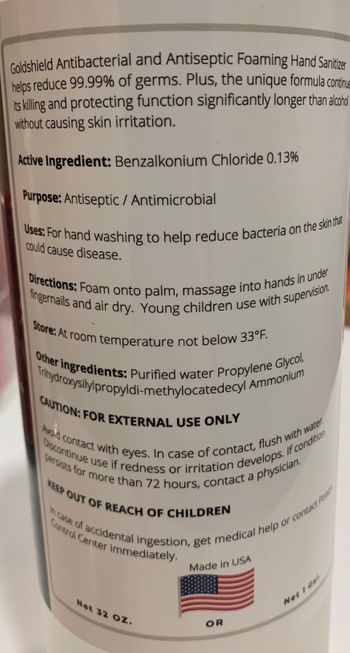 Goldshield Antibacterial and Antiseptic Foaming Hand Sanitizer
helps reduce 99.99% of germs. Plus, the unique formula continue
its killing and protecting function significantly longer than alcohol
without causing skin irritation.
Active Ingredient: Benzalkonium Chloride 0.13%
Purpose: Antiseptic / Antimicrobial
Uses: For hand washing to help reduce bacteria on the skin that
could cause disease.
Directions: Foam onto palm, massage into hands in under
fingernails and air dry. Young children use with supervision.
Store: At room temperature not below 33°F.
Other Ingredients: Purified water Propylene Glycol,
Trihydroxysilylpropyldi-methylocatedecyl Ammonium
CAUTION: FOR EXTERNAL USE ONLY
Avoid contact with eyes. In case of contact, flush with water.
Discontinue use if redness or irritation develops. If condition
persists for more than 72 hours, contact a physician.
KEEP OUT OF REACH OF CHILDREN
In case of accidental ingestion, get medical help or contact Poison
Control Center immediately.
Made in USA
Net 32 OZ. OR Net 1 Gal.